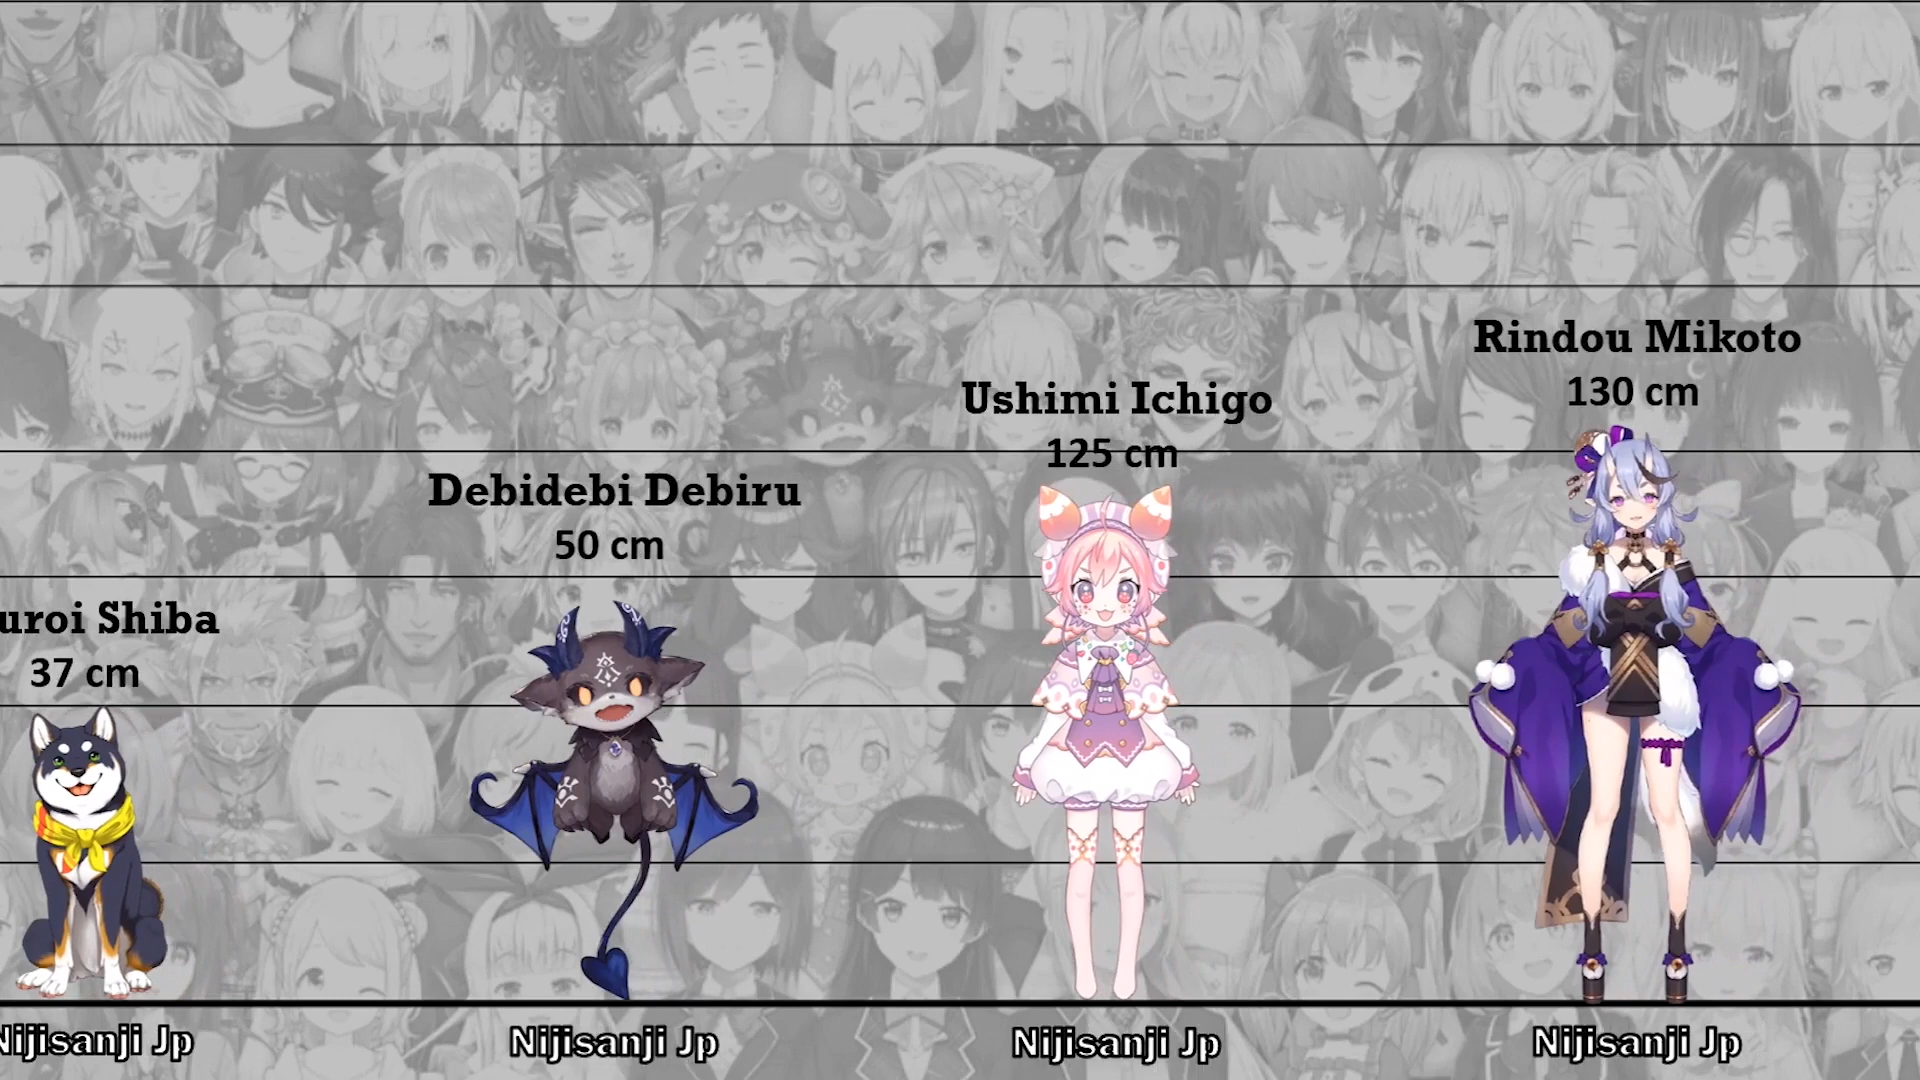 uroi Shiba
37 cm
Nijisanji Jp
Debidebi Debiru
50 cm
Nijisanji Jp
Ushimi Ichigo
125 cm
Nijisanji Jp
Rindou Mikoto
130 cm
Nijisanji Jp